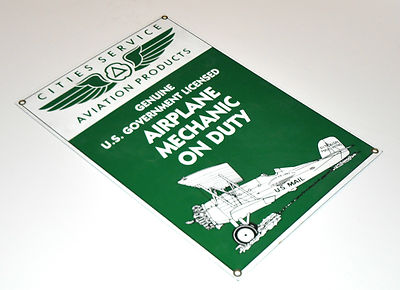 CITIES SERVICE
AVIATION PRODUCTS
GENUINE
U.S. GOVERNMENT LICENSED
AIRPLANE
MECHANIC
ON DUTY
U.S. MAIL